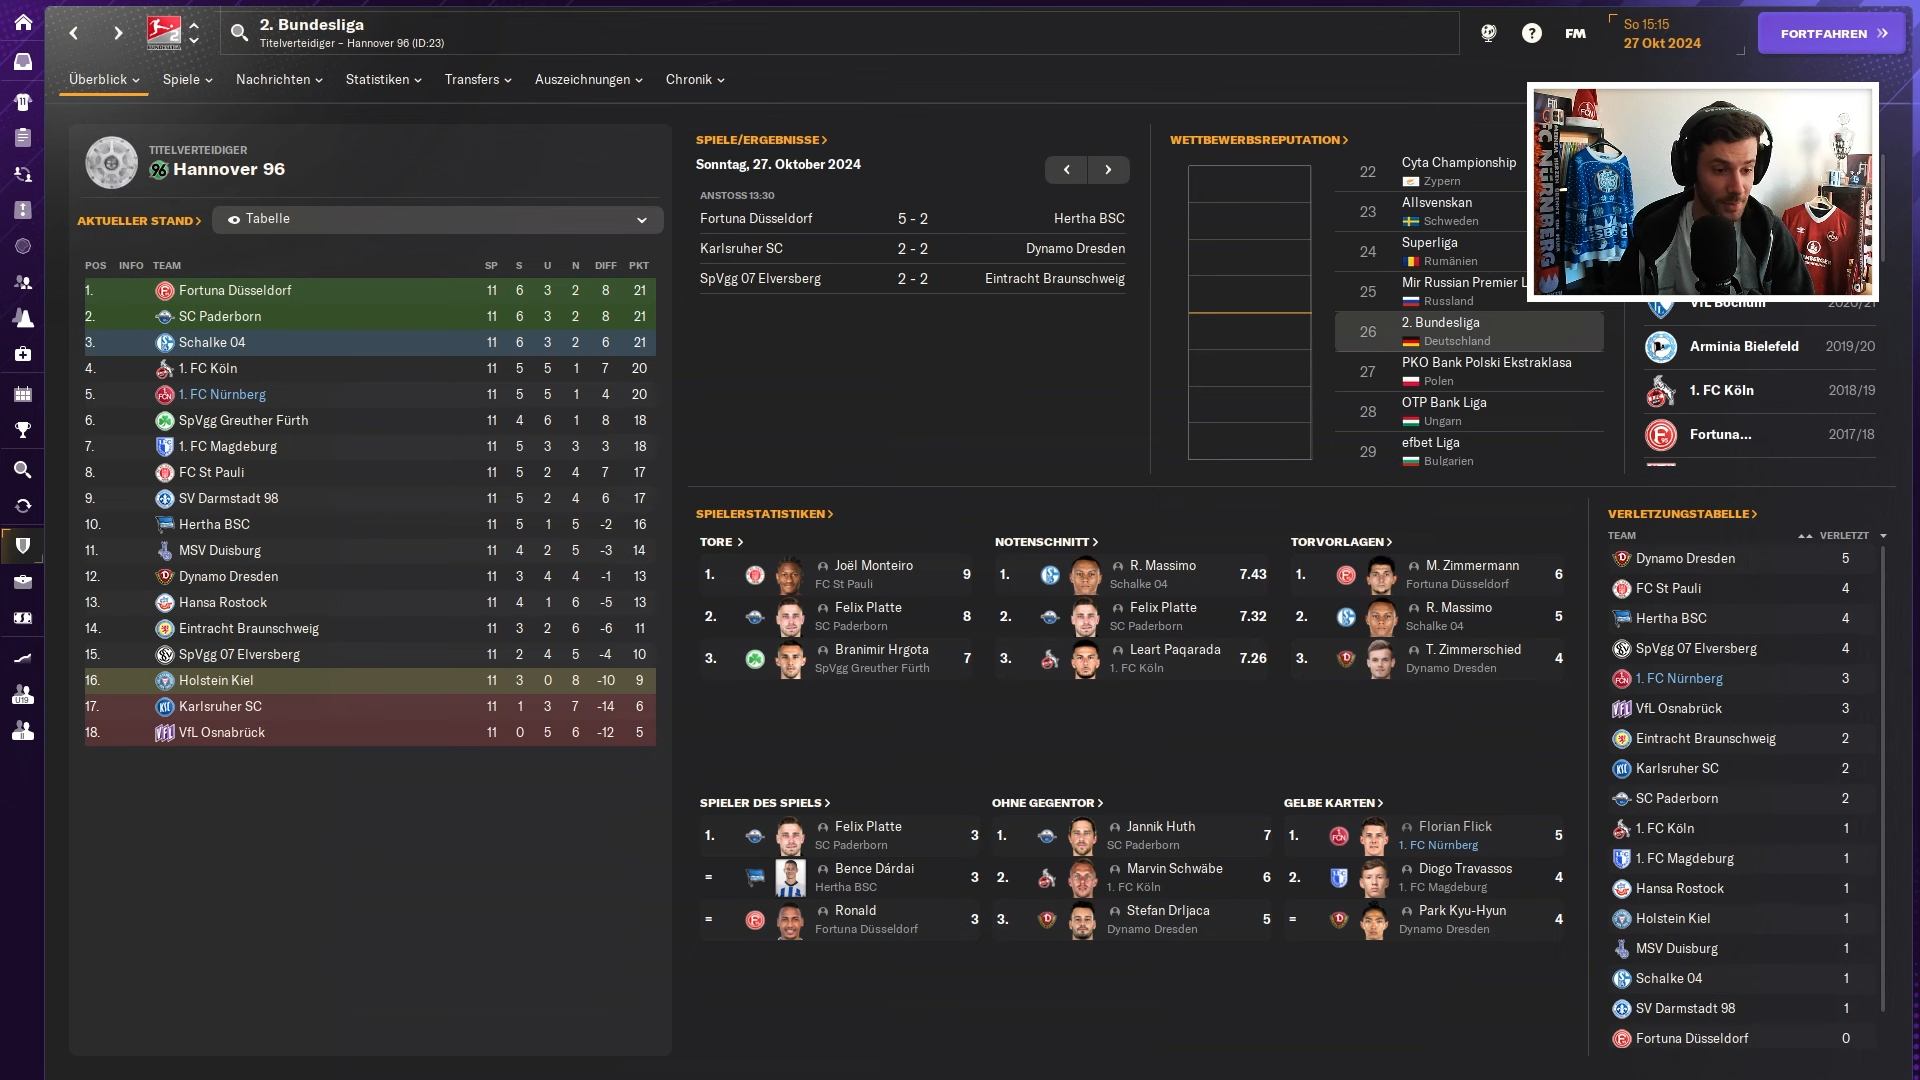 2. Bundesliga
Titelverteidiger – Hannover 96 (ID:23)
FM
So 15:15
27 Okt 2024
FORTFAHREN
Überblick
Spiele
Nachrichten
Statistiken
Transfers
Auszeichnungen
Chronik
TITELVERTEIDIGER
Hannover 96
AKTUELLER STAND
Tabelle
POS INFO TEAM SP S U N DIFF PKT
1. Fortuna Düsseldorf 11 6 3 2 8 21
2. SC Paderborn 11 6 3 2 8 21
3. Schalke 04 11 6 3 2 6 21
4. 1. FC Köln 11 5 5 1 7 20
5. 1. FC Nürnberg 11 5 5 1 4 20
6. SpVgg Greuther Fürth 11 4 6 1 8 18
7. 1. FC Magdeburg 11 5 3 3 3 18
8. FC St Pauli 11 5 2 4 7 17
9. SV Darmstadt 98 11 5 2 4 6 17
10. Hertha BSC 11 5 1 5 -2 16
11. MSV Duisburg 11 4 2 5 -3 14
12. Dynamo Dresden 11 3 4 4 -1 13
13. Hansa Rostock 11 4 1 6 -5 13
14. Eintracht Braunschweig 11 3 2 6 -6 11
15. SpVgg 07 Elversberg 11 2 4 5 -4 10
16. Holstein Kiel 11 3 0 8 -10 9
17. Karlsruher SC 11 1 3 7 -14 6
18. VfL Osnabrück 11 0 5 6 -12 5
SPIELE/ERGEBNISSE
Sonntag, 27. Oktober 2024
ANSTOSS 13:30
Fortuna Düsseldorf 5 - 2 Hertha BSC
Karlsruher SC 2 - 2 Dynamo Dresden
SpVgg 07 Elversberg 2 - 2 Eintracht Braunschweig
WETTBEWERBSREPUTATION
22 Cyta Championship
Zypern
23 Allsvenskan
Schweden
24 Superliga
Rumänien
25 Mir Russian Premier L
Russland
26 2. Bundesliga
Deutschland
27 PKO Bank Polski Ekstraklasa
Polen
28 OTP Bank Liga
Ungarn
29 efbet Liga
Bulgarien
FC NÜRNBERG
VfL Bochum 2020/21
Arminia Bielefeld 2019/20
1. FC Köln 2018/19
Fortuna... 2017/18
SPIELERSTATISTIKEN
TORE
1. Joël Monteiro 9
FC St Pauli
2. Felix Platte 8
SC Paderborn
3. Branimir Hrgota 7
SpVgg Greuther Fürth
NOTENSCHNITT
1. R. Massimo 7.43
Schalke 04
2. Felix Platte 7.32
SC Paderborn
3. Leart Paqarada 7.26
1. FC Köln
TORVORLAGEN
1. M. Zimmermann 6
Fortuna Düsseldorf
2. R. Massimo 5
Schalke 04
3. T. Zimmerschied 4
Dynamo Dresden
SPIELER DES SPIELS
1. Felix Platte 3
SC Paderborn
= Bence Dárdai 3
Hertha BSC
= Ronald 3
Fortuna Düsseldorf
OHNE GEGENTOR
1. Jannik Huth 7
SC Paderborn
2. Marvin Schwäbe 6
1. FC Köln
3. Stefan Drljaca 5
Dynamo Dresden
GELBE KARTEN
1. Florian Flick 5
1. FC Nürnberg
2. Diogo Travassos 4
1. FC Magdeburg
= Park Kyu-Hyun 4
Dynamo Dresden
VERLETZUNGSTABELLE
TEAM VERLETZT
Dynamo Dresden 5
FC St Pauli 4
Hertha BSC 4
SpVgg 07 Elversberg 4
1. FC Nürnberg 3
VfL Osnabrück 3
Eintracht Braunschweig 2
Karlsruher SC 2
SC Paderborn 2
1. FC Köln 1
1. FC Magdeburg 1
Hansa Rostock 1
Holstein Kiel 1
MSV Duisburg 1
Schalke 04 1
SV Darmstadt 98 1
Fortuna Düsseldorf 0